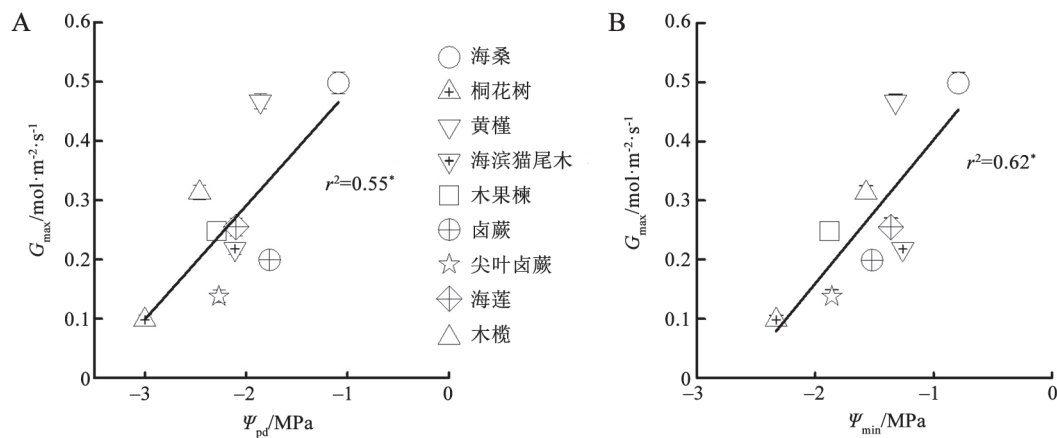 A
0.6
0.5
0.4
0.3
0.2
0.1
0
G_max/mol·m⁻²·s⁻¹
r²=0.55*
−3
−2
−1
0
Ψ_pd/MPa
海桑
桐花树
黄槿
海滨猫尾木
木果楝
卤蕨
尖叶卤蕨
海莲
木榄
B
0.6
0.5
0.4
0.3
0.2
0.1
0
G_max/mol·m⁻²·s⁻¹
r²=0.62*
−3
−2
−1
0
Ψ_min/MPa